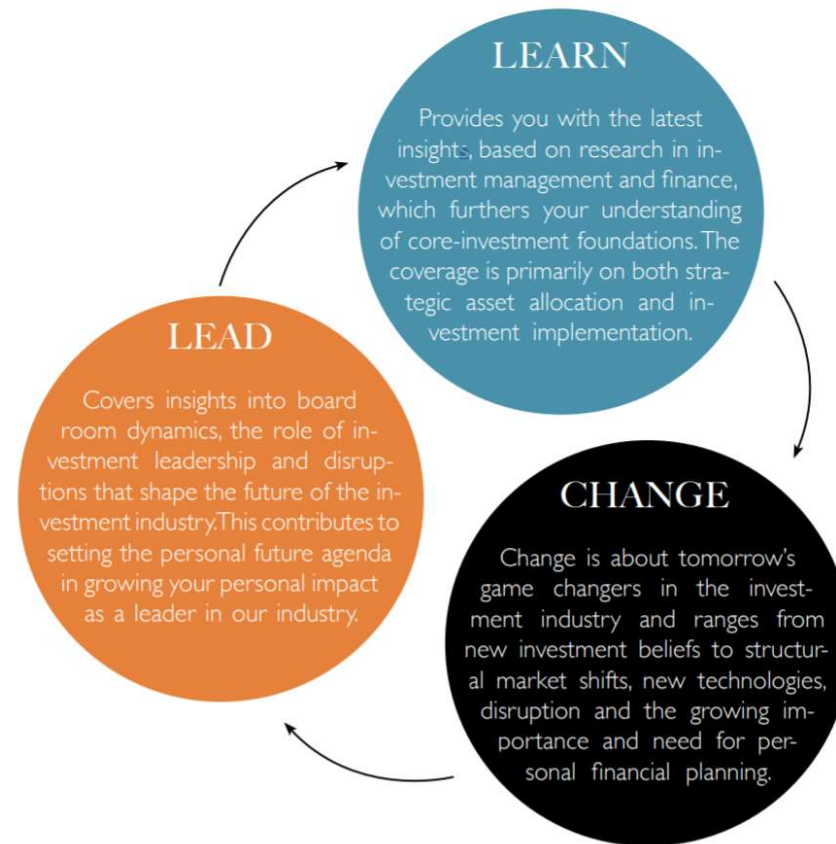 LEARN
Provides you with the latest
insights, based on research in in-
vestment management and finance,
which furthers your understanding
of core-investment foundations. The
coverage is primarily on both stra-
tegic asset allocation and in-
vestment implementation.
CHANGE
Change is about tomorrow's
game changers in the invest-
ment industry and ranges from
new investment beliefs to structur-
al market shifts, new technologies,
disruption and the growing im-
portance and need for per-
sonal financial planning.
LEAD
Covers insights into board
room dynamics, the role of in-
vestment leadership and disrup-
tions that shape the future of the in-
vestment industry.This contributes to
setting the personal future agenda
in growing your personal impact
as a leader in our industry.